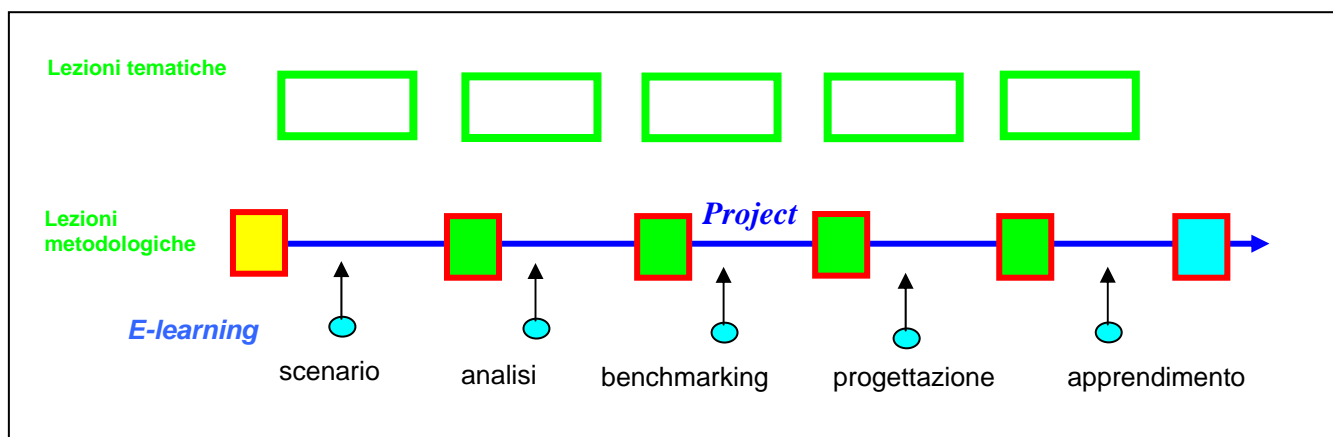 Lezioni tematiche
Project
Lezioni
metodologiche
E-learning
scenario
analisi
benchmarking
progettazione
apprendimento